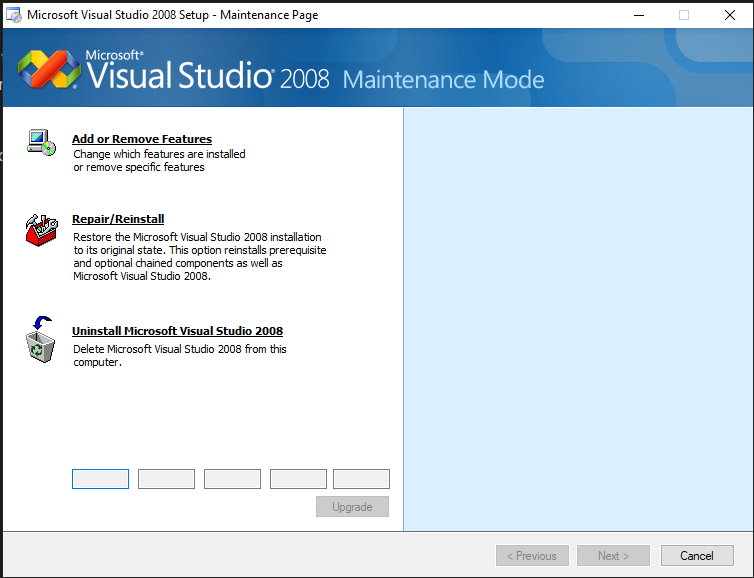 Microsoft Visual Studio 2008 Setup - Maintenance Page
Microsoft®
Visual Studio® 2008 Maintenance Mode
Add or Remove Features
Change which features are installed
or remove specific features
Repair/Reinstall
Restore the Microsoft Visual Studio 2008 installation
to its original state. This option reinstalls prerequisite
and optional chained components as well as
Microsoft Visual Studio 2008.
Uninstall Microsoft Visual Studio 2008
Delete Microsoft Visual Studio 2008 from this
computer.
Upgrade
< Previous
Next >
Cancel